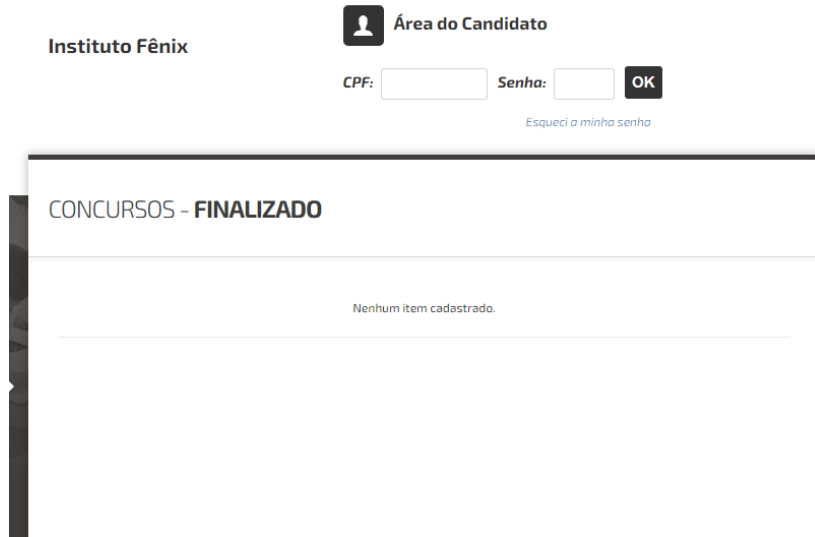 Instituto Fênix
Área do Candidato
CPF:
Senha:
OK
Esqueci a minha senha
CONCURSOS - FINALIZADO
Nenhum item cadastrado.